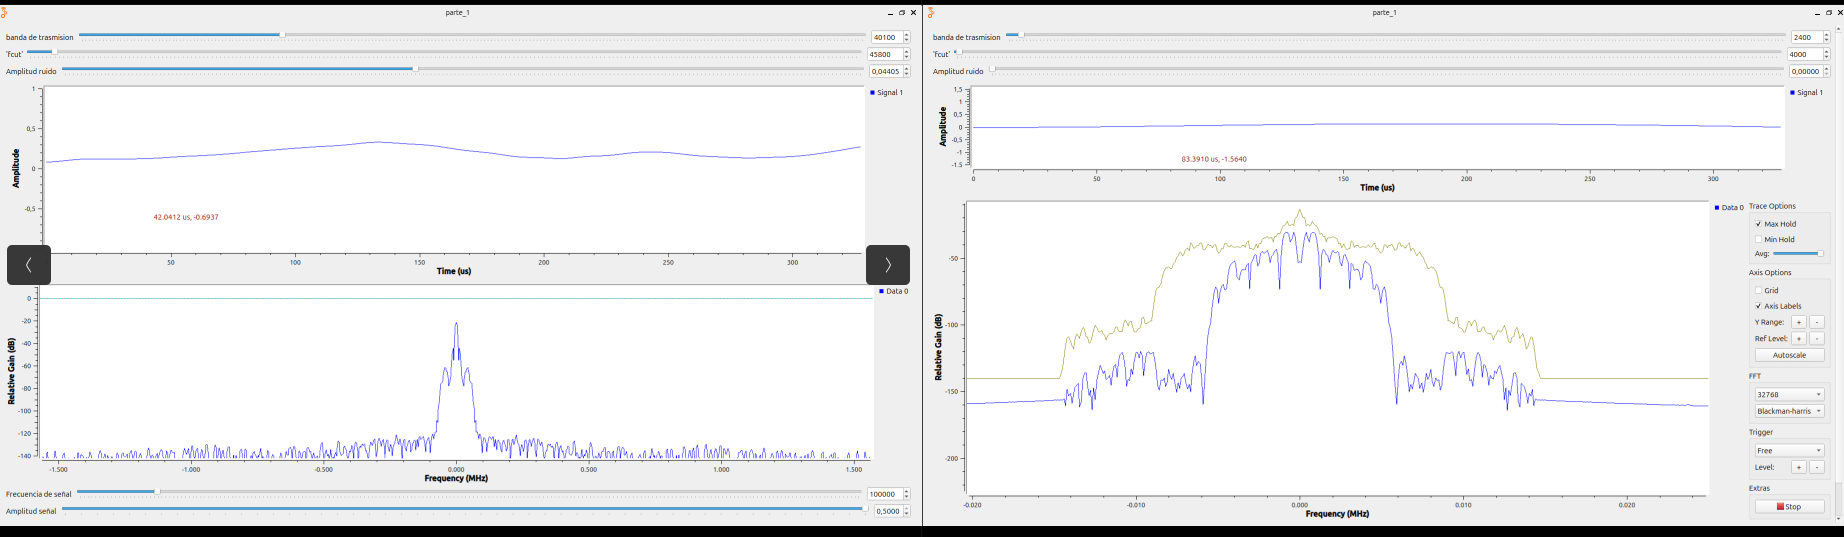 parte_1
banda de trasmision 40100
'Fcut' 45800
Amplitud ruido 0,04405
Signal 1
Amplitude
1
0,5
0
-0,5
42.0412 us, -0.6937
50 100 150 200 250 300
Time (us)
Data 0
Relative Gain (dB)
0
-20
-40
-60
-80
-100
-120
-140
-1.500 -1.000 -0.500 0.000 0.500 1.000 1.500
Frequency (MHz)
Frecuencia de señal 100000
Amplitud señal 0,5000
parte_1
banda de trasmision 2400
'Fcut' 4000
Amplitud ruido 0,00000
Signal 1
Amplitude
1,5
1
0,5
0
-0,5
-1
-1.5
83.3910 us, -1.5640
0 50 100 150 200 250 300
Time (us)
Data 0
Relative Gain (dB)
-50
-100
-150
-200
-0.020 -0.010 0.000 0.010 0.020
Frequency (MHz)
Trace Options
Max Hold
Min Hold
Avg:
Axis Options
Grid
Axis Labels
Y Range: + -
Ref Level: + -
Autoscale
FFT
32768
Blackman-harris
Trigger
Free
Level: + -
Extras
Stop